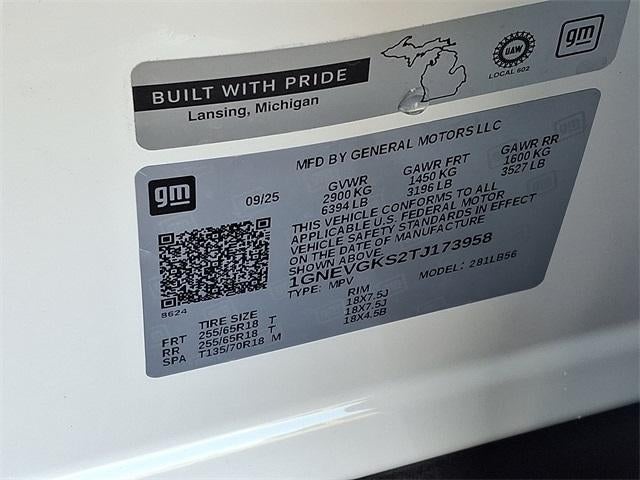 BUILT WITH PRIDE
Lansing, Michigan
UAW
LOCAL 602
gm
MFD BY GENERAL MOTORS LLC
gm
09/25
GVWR GAWR FRT GAWR RR
2900 KG 1450 KG 1600 KG
6394 LB 3196 LB 3527 LB
THIS VEHICLE CONFORMS TO ALL
APPLICABLE U.S. FEDERAL MOTOR
VEHICLE SAFETY STANDARDS IN EFFECT
ON THE DATE OF MANUFACTURE
SHOWN ABOVE
1GNEVGKS2TJ173958
TYPE: MPV MODEL: 281LB56
8624
TIRE SIZE RIM
FRT 255/65R18 T 18X7.5J
RR 255/65R18 T 18X7.5J
SPA T135/70R18 M 18X4.5B